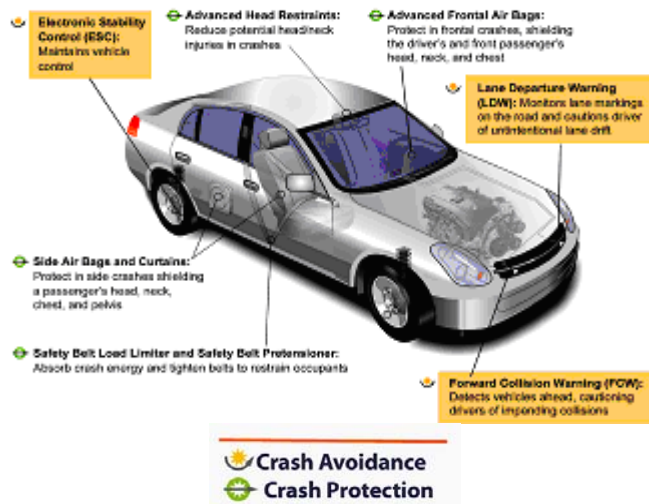 Electronic Stability
Control (ESC):
Maintains vehicle
control
Advanced Head Restraints:
Reduce potential head/neck
injuries in crashes
Advanced Frontal Air Bags:
Protect in frontal crashes, shielding
the driver's and front passenger's
head, neck, and chest
Lane Departure Warning
(LDW): Monitors lane markings
on the road and cautions driver
of unintentional lane drift
Side Air Bags and Curtains:
Protect in side crashes shielding
a passenger's head, neck,
chest, and pelvis
Safety Belt Load Limiter and Safety Belt Pretensioner:
Absorb crash energy and tighten belts to restrain occupants
Forward Collision Warning (FCW):
Detects vehicles ahead, cautioning
drivers of impending collisions
Crash Avoidance
Crash Protection